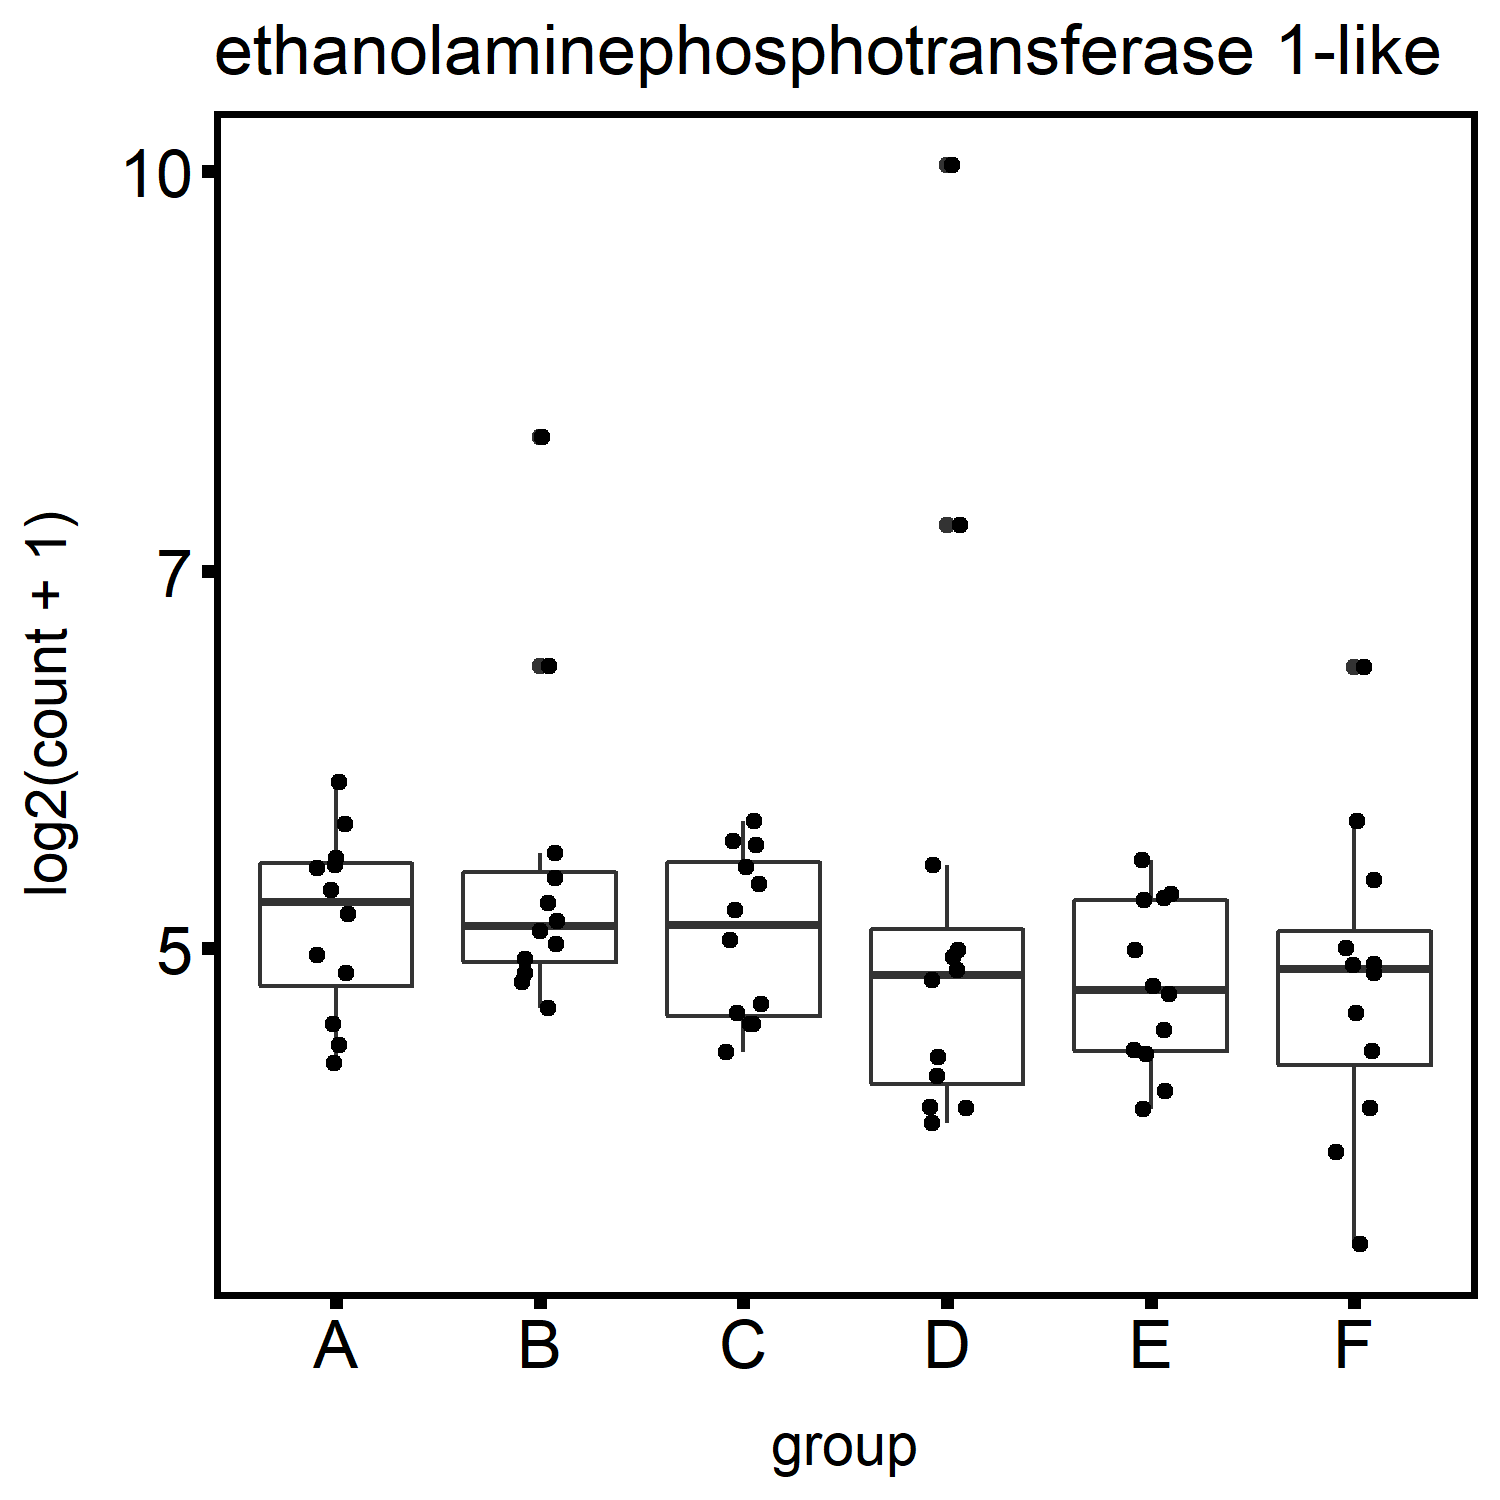 ethanolaminephosphotransferase 1-like
10
7
5
log2(count + 1)
A B C D E F
group